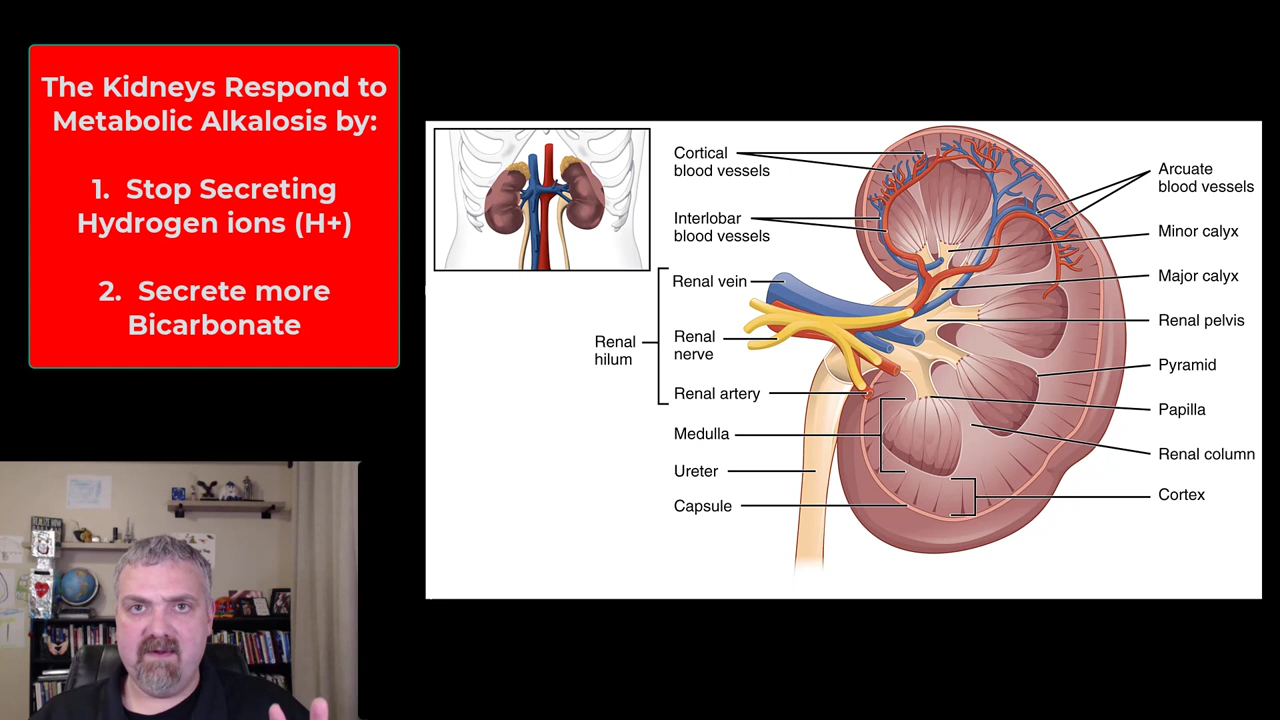 The Kidneys Respond to
Metabolic Alkalosis by:
1. Stop Secreting
Hydrogen ions (H+)
2. Secrete more
Bicarbonate
Cortical
blood vessels
Interlobar
blood vessels
Renal vein
Renal
hilum
Renal
nerve
Renal artery
Medulla
Ureter
Capsule
Arcuate
blood vessels
Minor calyx
Major calyx
Renal pelvis
Pyramid
Papilla
Renal column
Cortex